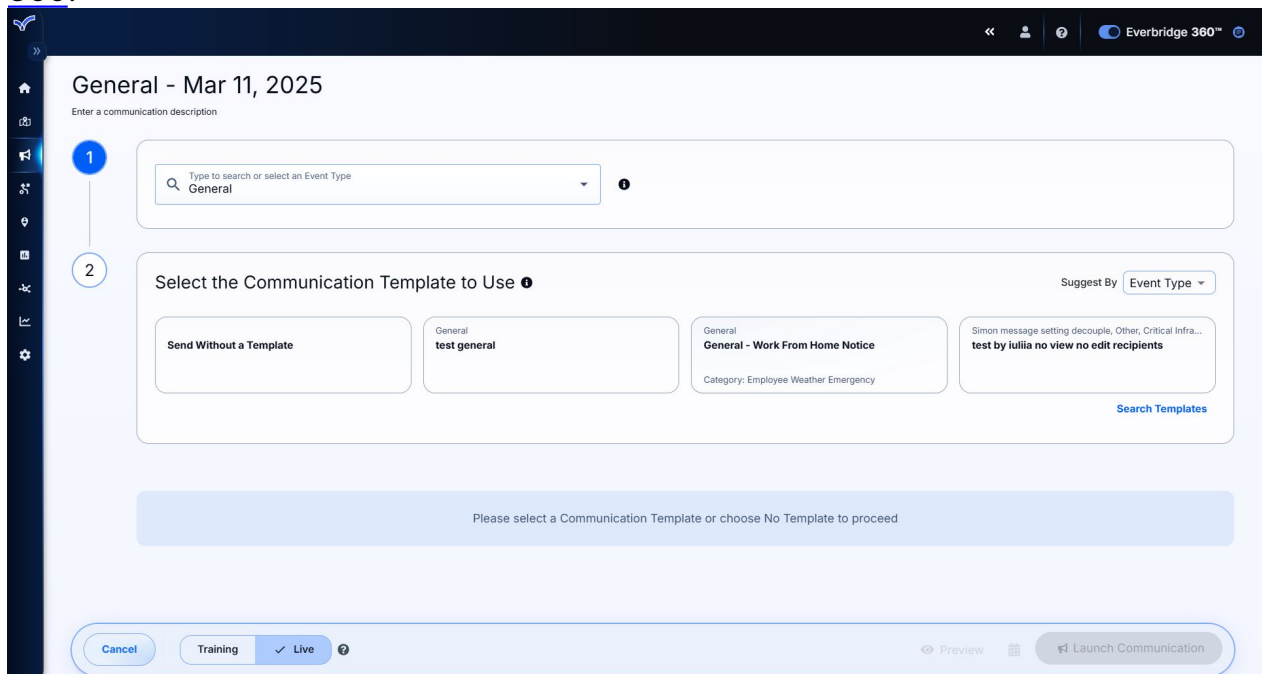 Everbridge 360™
General - Mar 11, 2025
Enter a communication description
1
Type to search or select an Event Type
General
2
Select the Communication Template to Use
Suggest By Event Type
Send Without a Template
General
test general
General
General - Work From Home Notice
Category: Employee Weather Emergency
Simon message setting decouple, Other, Critical Infra...
test by iuliia no view no edit recipients
Search Templates
Please select a Communication Template or choose No Template to proceed
Cancel Training Live Preview Launch Communication